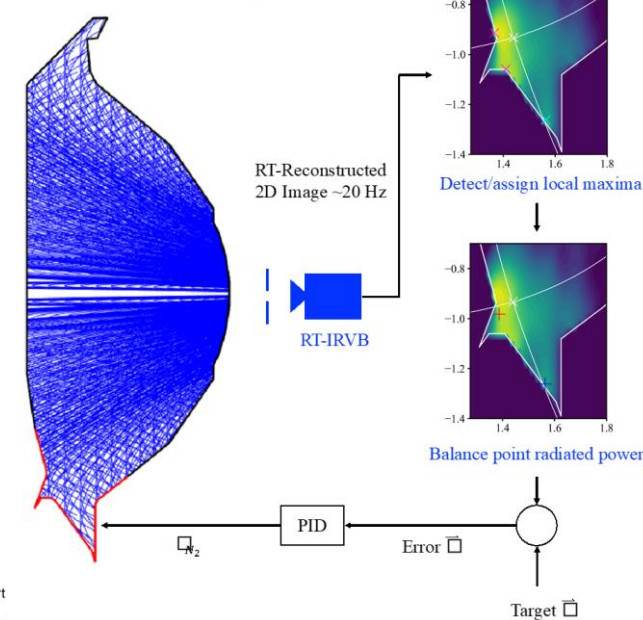 −0.8
−1.0
−1.2
−1.4
1.4 1.6 1.8
Detect/assign local maxima
RT-Reconstructed
2D Image ~20 Hz
RT-IRVB
−0.8
−1.0
−1.2
−1.4
1.4 1.6 1.8
Balance point radiated power
PID
Error □⃗
□N₂
Target □⃗